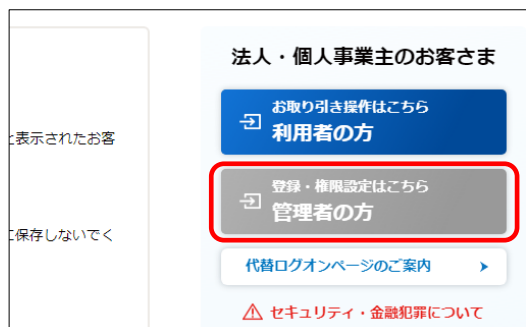 法人・個人事業主のお客さま
お取り引き操作はこちら
利用者の方
と表示されたお客
登録・権限設定はこちら
管理者の方
に保存しないでく
代替ログオンページのご案内
セキュリティ・金融犯罪について